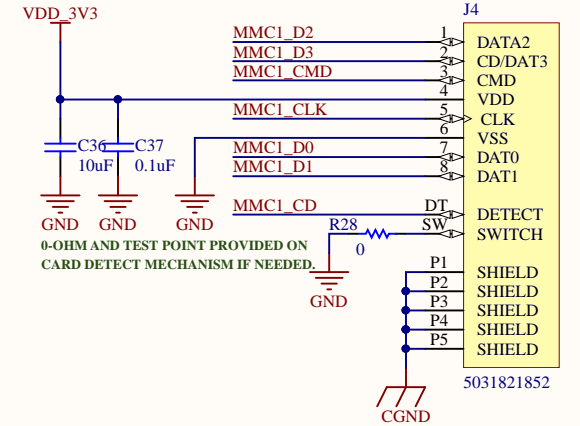 VDD_3V3
J4
MMC1_D2 1 DATA2
MMC1_D3 2 CD/DAT3
MMC1_CMD 3 CMD
4 VDD
MMC1_CLK 5 CLK
6 VSS
MMC1_D0 7 DAT0
MMC1_D1 8 DAT1
C36 C37
10uF 0.1uF
GND GND GND
MMC1_CD DT DETECT
R28 SW SWITCH
0
0-OHM AND TEST POINT PROVIDED ON
CARD DETECT MECHANISM IF NEEDED.
GND
P1 SHIELD
P2 SHIELD
P3 SHIELD
P4 SHIELD
P5 SHIELD
5031821852
CGND